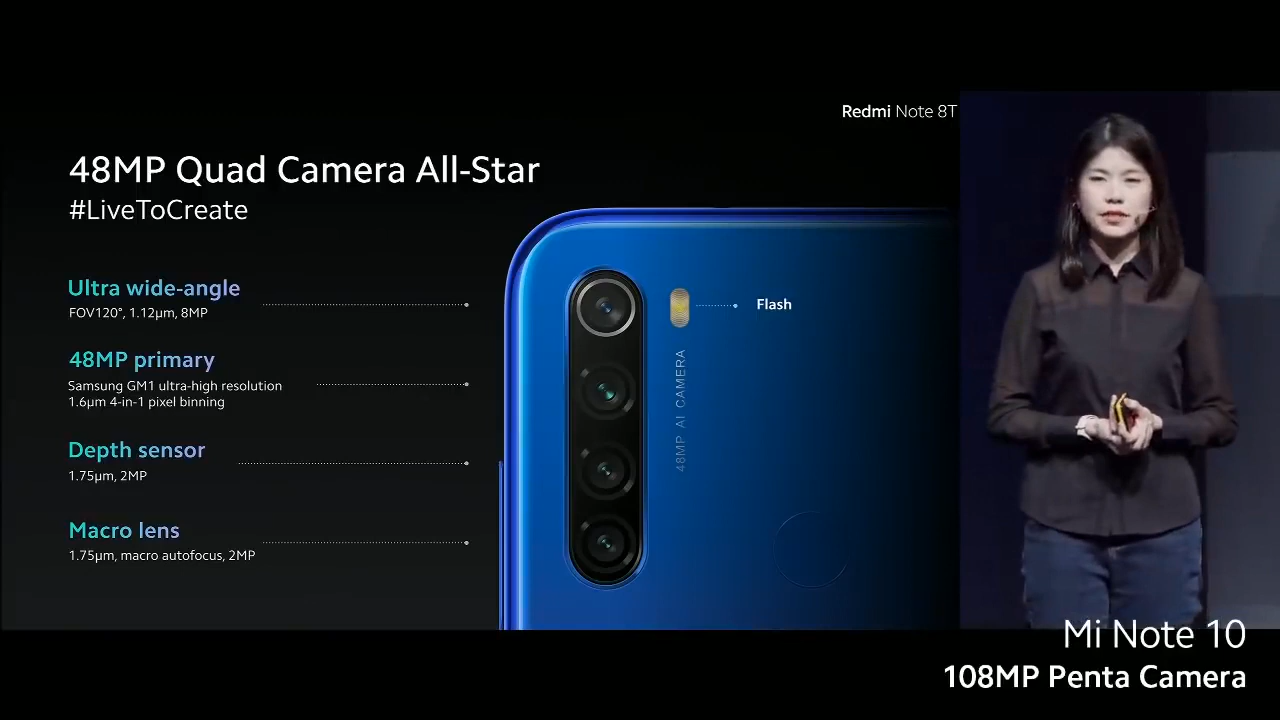 Redmi Note 8T
48MP Quad Camera All-Star
#LiveToCreate
Ultra wide-angle
FOV120°, 1.12µm, 8MP
Flash
48MP primary
Samsung GM1 ultra-high resolution
1.6µm 4-in-1 pixel binning
48MP AI CAMERA
Depth sensor
1.75µm, 2MP
Macro lens
1.75µm, macro autofocus, 2MP
Mi Note 10
108MP Penta Camera